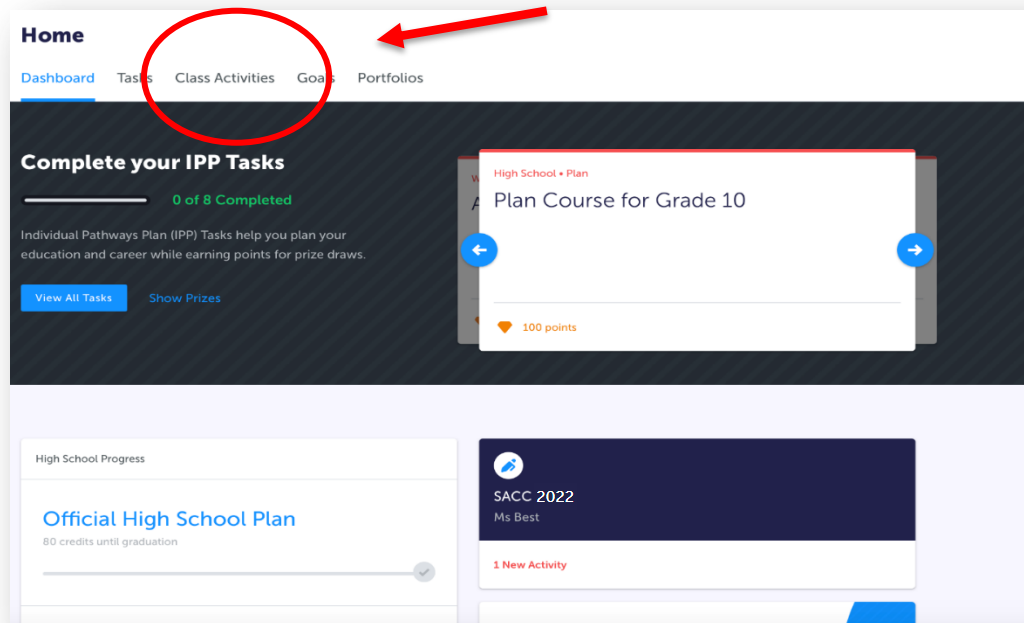 Home
Dashboard Tasks Class Activities Goals Portfolios
Complete your IPP Tasks
0 of 8 Completed
Individual Pathways Plan (IPP) Tasks help you plan your
education and career while earning points for prize draws.
View All Tasks Show Prizes
High School • Plan
Plan Course for Grade 10
100 points
High School Progress
Official High School Plan
80 credits until graduation
SACC 2022
Ms Best
1 New Activity